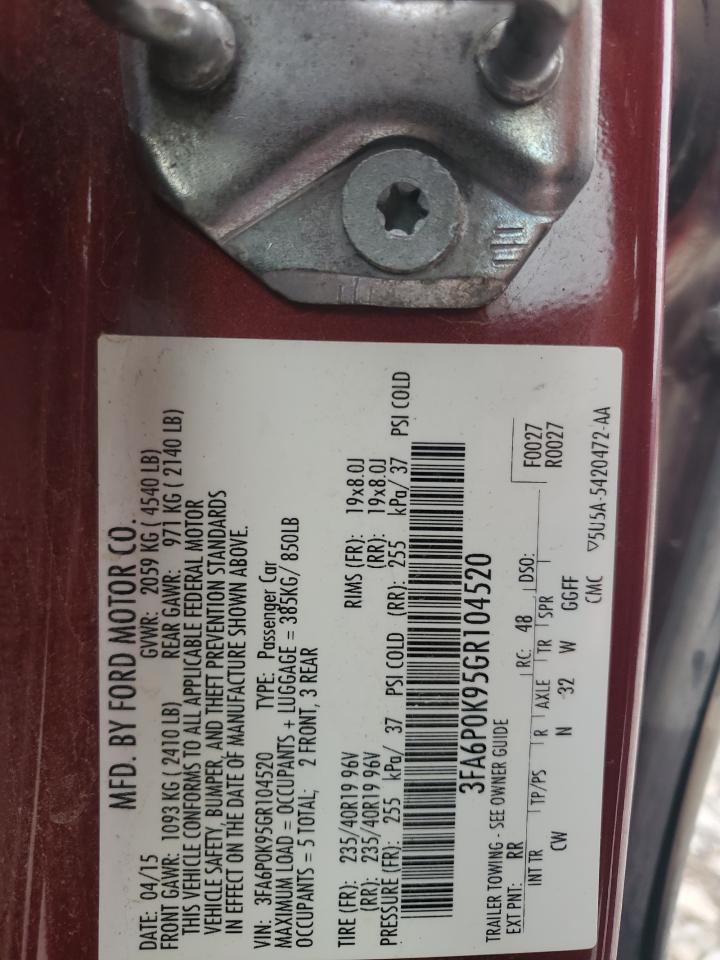 MFD. BY FORD MOTOR CO.
DATE: 04/15 GVWR: 2059 KG ( 4540 LB)
FRONT GAWR: 1093 KG ( 2410 LB) REAR GAWR: 971 KG ( 2140 LB)
THIS VEHICLE CONFORMS TO ALL APPLICABLE FEDERAL MOTOR
VEHICLE SAFETY, BUMPER, AND THEFT PREVENTION STANDARDS
IN EFFECT ON THE DATE OF MANUFACTURE SHOWN ABOVE.
VIN: 3FA6P0K95GR104520 TYPE: Passenger Car
MAXIMUM LOAD = OCCUPANTS + LUGGAGE = 385KG/ 850LB
OCCUPANTS = 5 TOTAL; 2 FRONT, 3 REAR
TIRE (FR): 235/40R19 96V RIMS (FR): 19x8.0J
(RR): 235/40R19 96V (RR): 19x8.0J
PRESSURE (FR): 255 kPa/ 37 PSI COLD (RR): 255 kPa/ 37 PSI COLD
3FA6P0K95GR104520
TRAILER TOWING - SEE OWNER GUIDE F0027
EXT PNT: RR RC: 48 DSO: R0027
INT TR TP/PS R AXLE TR SPR
CW N 32 W GGFF
CMC ▽5U5A-5420472-AA